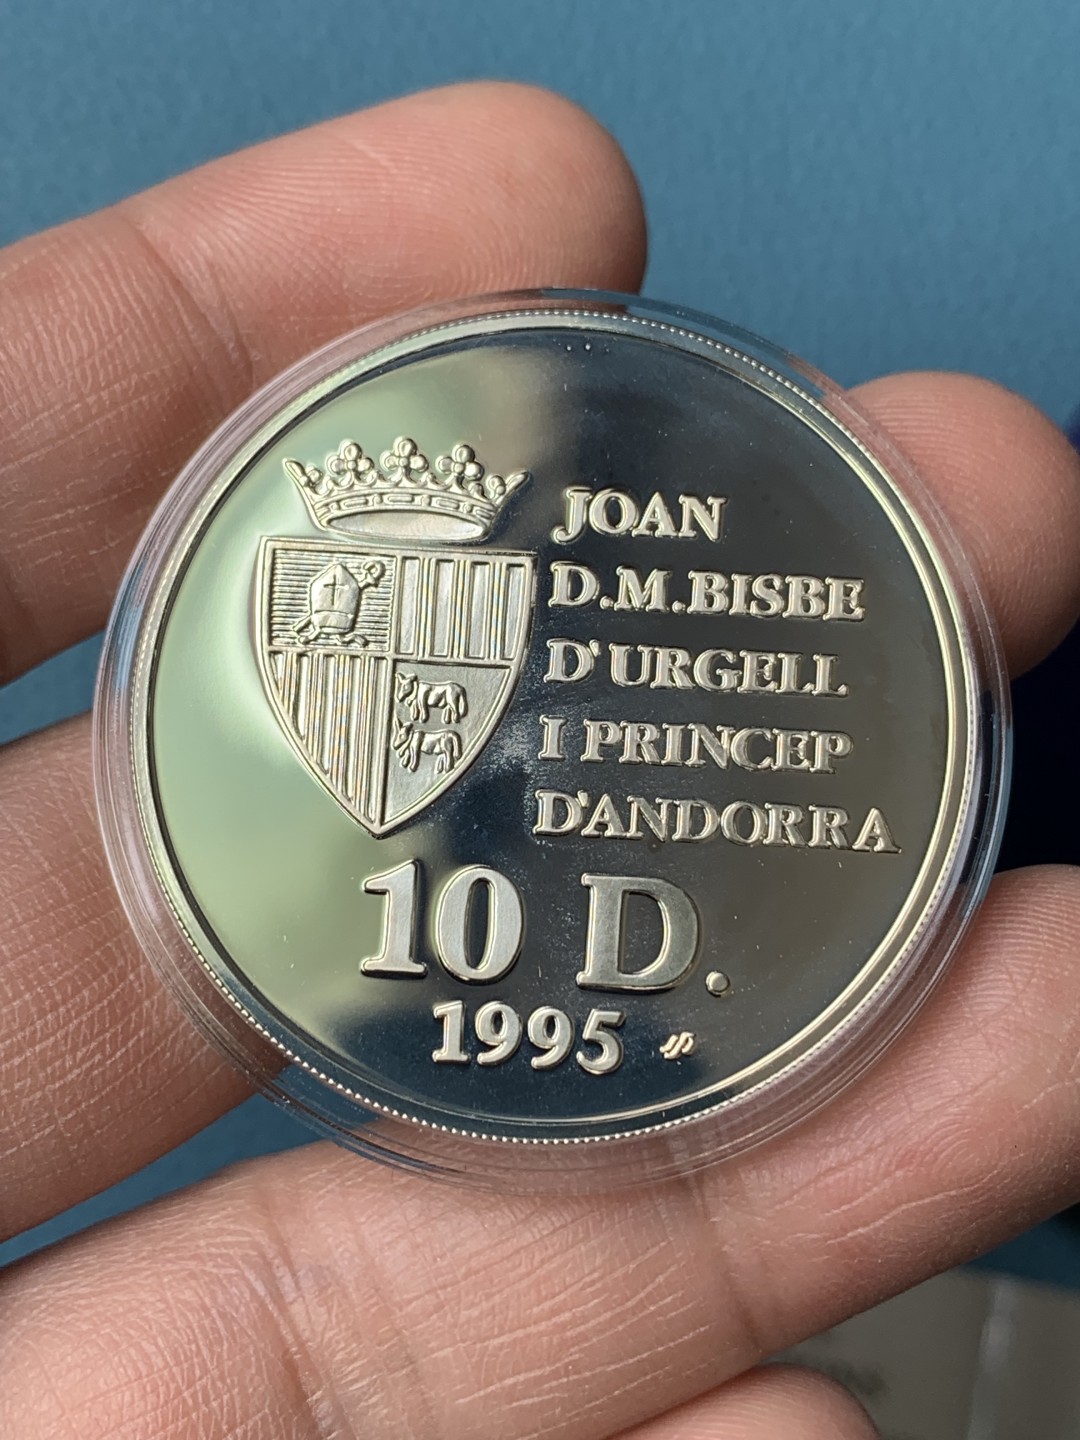 JOAN
D.M.BISBE
D'URGELL
I PRINCEP
D'ANDORRA
10 D.
1995